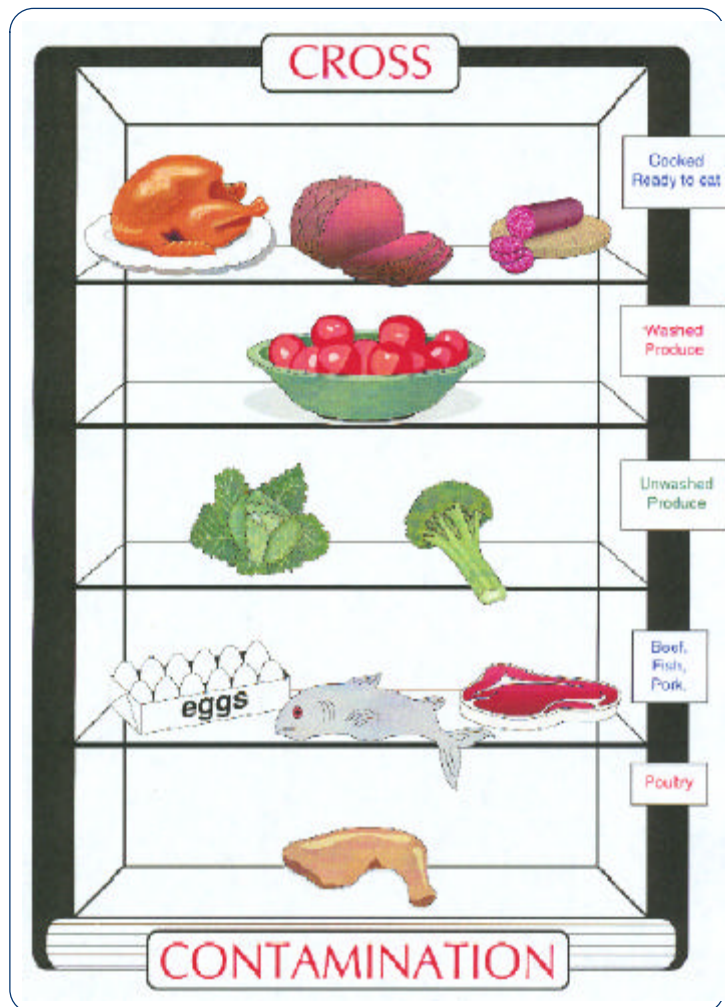 CROSS
Cooked
Ready to eat
Washed
Produce
Unwashed
Produce
eggs
Beef,
Fish,
Pork.
Poultry
CONTAMINATION